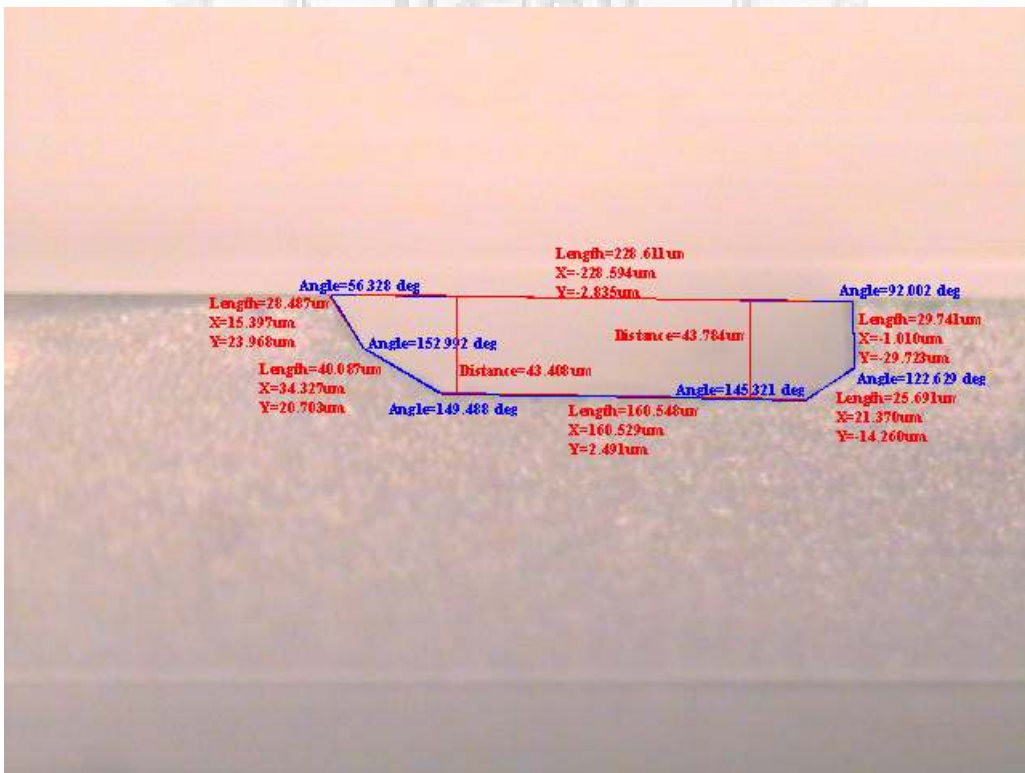 Length=228.611um
X=-228.594um
Y=-2.835um
Angle=56.328 deg
Angle=92.002 deg
Length=28.487um
X=15.397um
Y=23.968um
Length=29.741um
X=-1.010um
Y=-29.723um
Distance=43.784um
Angle=152.992 deg
Length=40.087um
X=34.327um
Y=20.703um
Distance=43.408um
Angle=122.629 deg
Angle=145.321 deg
Length=25.691um
X=21.370um
Y=-14.260um
Angle=149.488 deg
Length=160.548um
X=160.529um
Y=2.491um